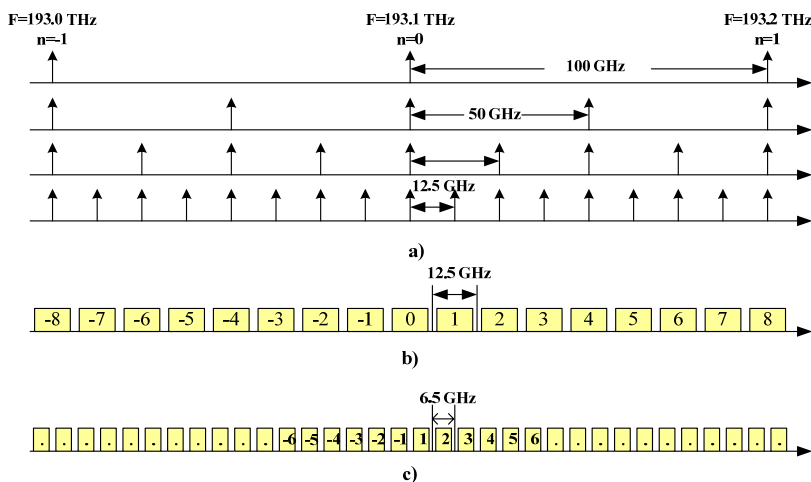 F=193.0 THz F=193.1 THz F=193.2 THz
n=-1 n=0 n=1
100 GHz
50 GHz
12.5 GHz
a)
12.5 GHz
-8 -7 -6 -5 -4 -3 -2 -1 0 1 2 3 4 5 6 7 8
b)
6.5 GHz
. . . . . . . . . . . -6 -5 -4 -3 -2 -1 1 2 3 4 5 6 . . . . . . . . . . .
c)